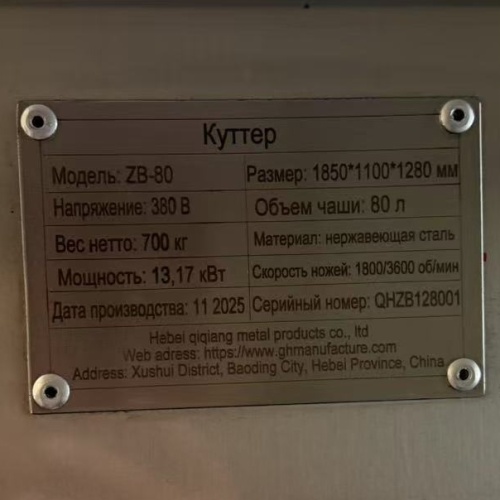 Куттер
Модель: ZB-80
Размер: 1850*1100*1280 мм
Напряжение: 380 В
Объем чаши: 80 л
Вес нетто: 700 кг
Материал: нержавеющая сталь
Мощность: 13,17 кВт
Скорость ножей: 1800/3600 об/мин
Дата производства: 11 2025
Серийный номер: QHZB128001
Hebei qiqiang metal products co., ltd
Web adress: https://www.ghrmanufacture.com
Address: Xushui District, Baoding City, Hebei Province, China